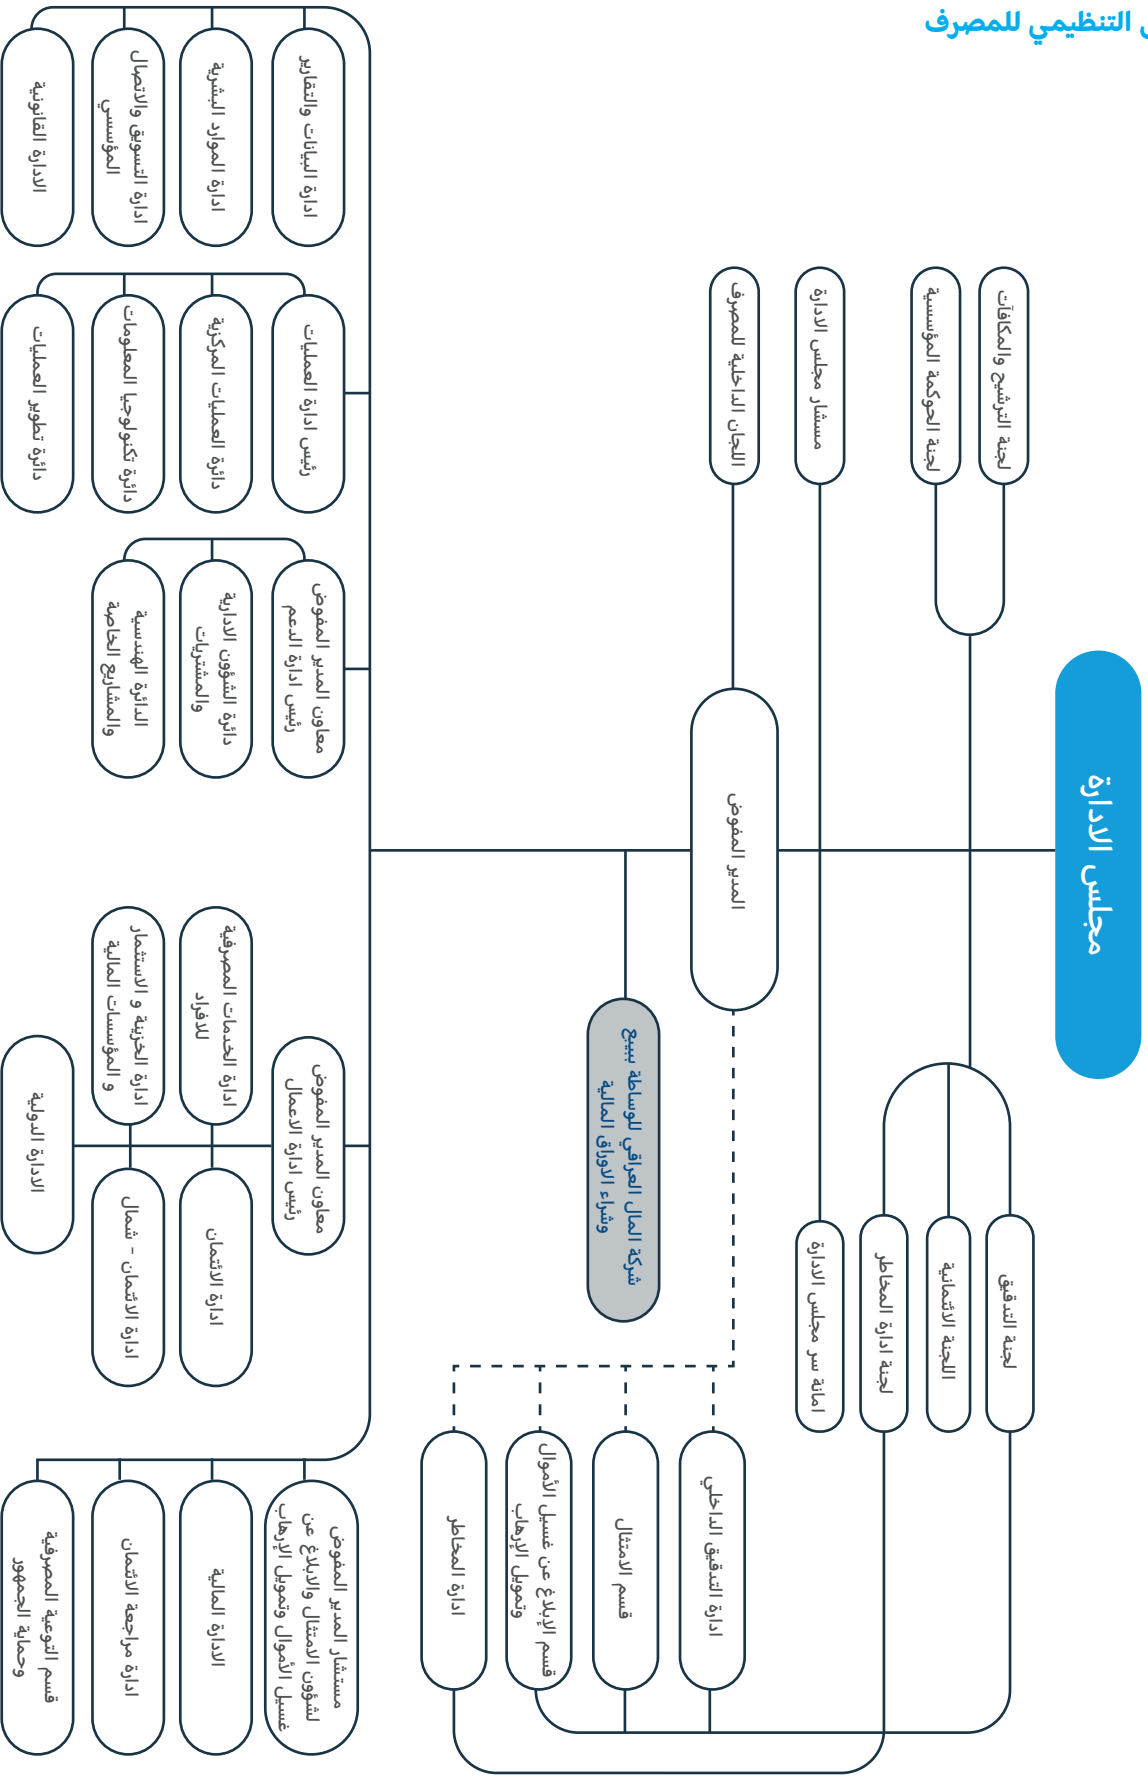 التنظيمي للمصرف
مجلس الادارة
لجنة الترشيح والمكافآت
لجنة الحوكمة المؤسسية
لجنة التدقيق
اللجنة الائتمانية
لجنة ادارة المخاطر
مسشار مجلس الادارة
امانة سر مجلس الادارة
اللجان الداخلية للمصرف
المدير المفوض
شركة المال العراقي للوساطة ببيع
وشراء الاوراق المالية
ادارة التدقيق الداخلي
قسم الامتثال
قسم الإبلاغ عن غسيل الأموال
وتمويل الإرهاب
ادارة المخاطر
ادارة البيانات والتقارير
ادارة الموارد البشرية
ادارة التسويق والاتصال
المؤسسي
الادارة القانونية
رئيس ادارة العمليات
دائرة العمليات المركزية
دائرة تكنولوجيا المعلومات
دائرة تطوير العمليات
معاون المدير المفوض
رئيس ادارة الدعم
دائرة الشؤون الادارية
والمشتريات
الدائرة الهندسية
والمشاريع الخاصة
معاون المدير المفوض
رئيس ادارة الاعمال
ادارة الخدمات المصرفية
للافراد
ادارة الخزينة و الاستثمار
و المؤسسات المالية
ادارة الائتمان
ادارة الائتمان - شمال
الادارة الدولية
مستشار المدير المفوض
لشؤون الامتثال والابلاغ عن
غسيل الأموال وتمويل الإرهاب
الادارة المالية
ادارة مراجعة الائتمان
قسم التوعية المصرفية
وحماية الجمهور